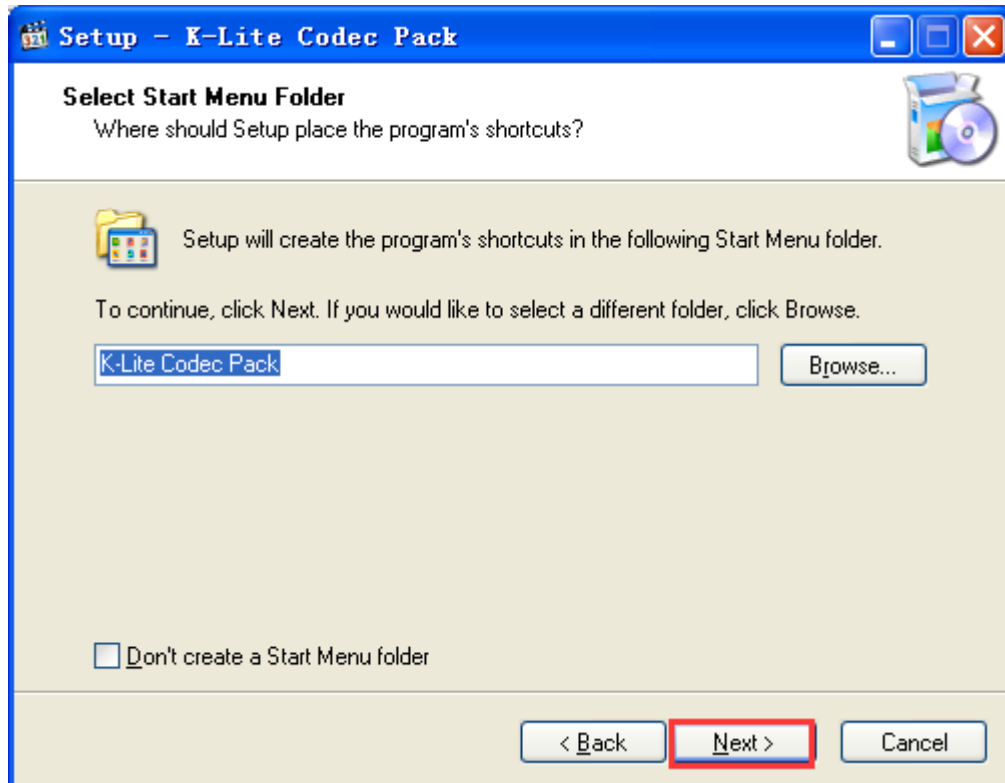 Setup - K-Lite Codec Pack
Select Start Menu Folder
Where should Setup place the program's shortcuts?
Setup will create the program's shortcuts in the following Start Menu folder.
To continue, click Next. If you would like to select a different folder, click Browse.
K-Lite Codec Pack
Browse...
Don't create a Start Menu folder
< Back
Next >
Cancel